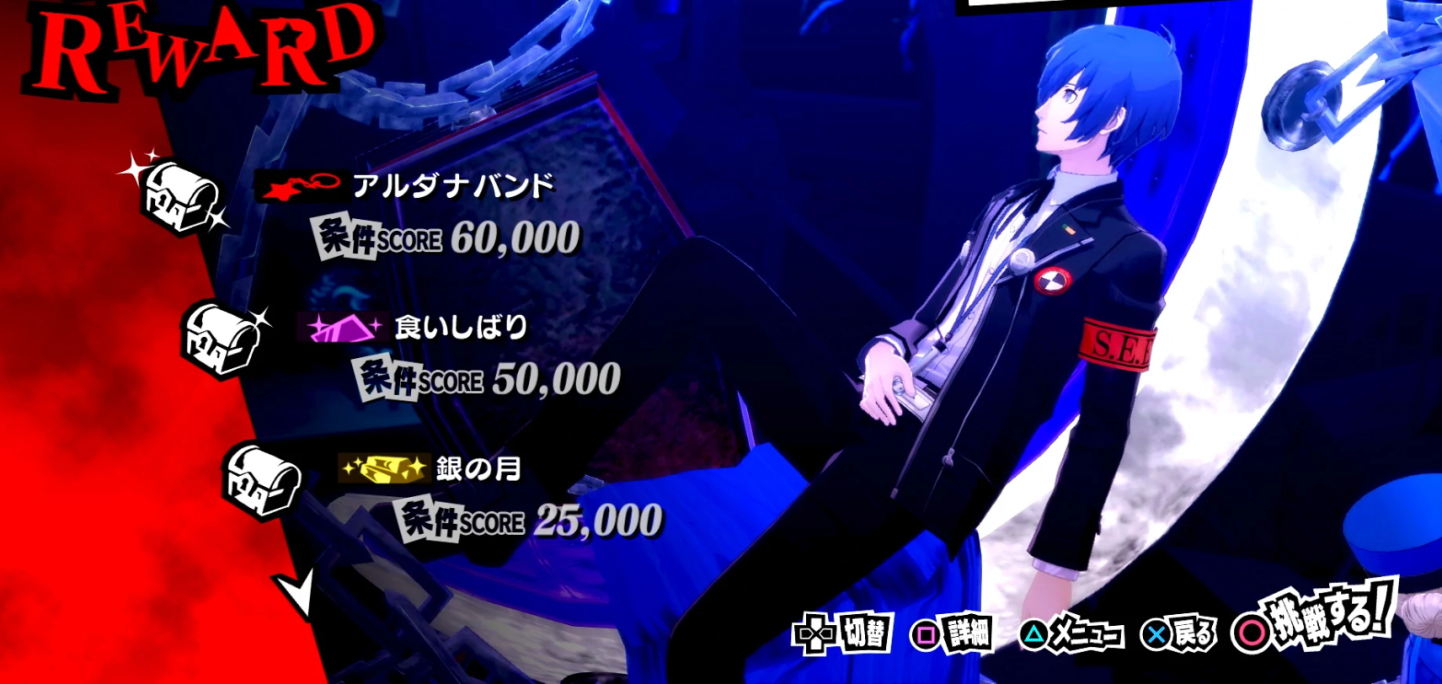 REWARD
アルダナバンド
条件SCORE 60,000
食いしばり
条件SCORE 50,000
銀の月
条件SCORE 25,000
S.E.
切替 詳細 メニュー 戻る 挑戦する!